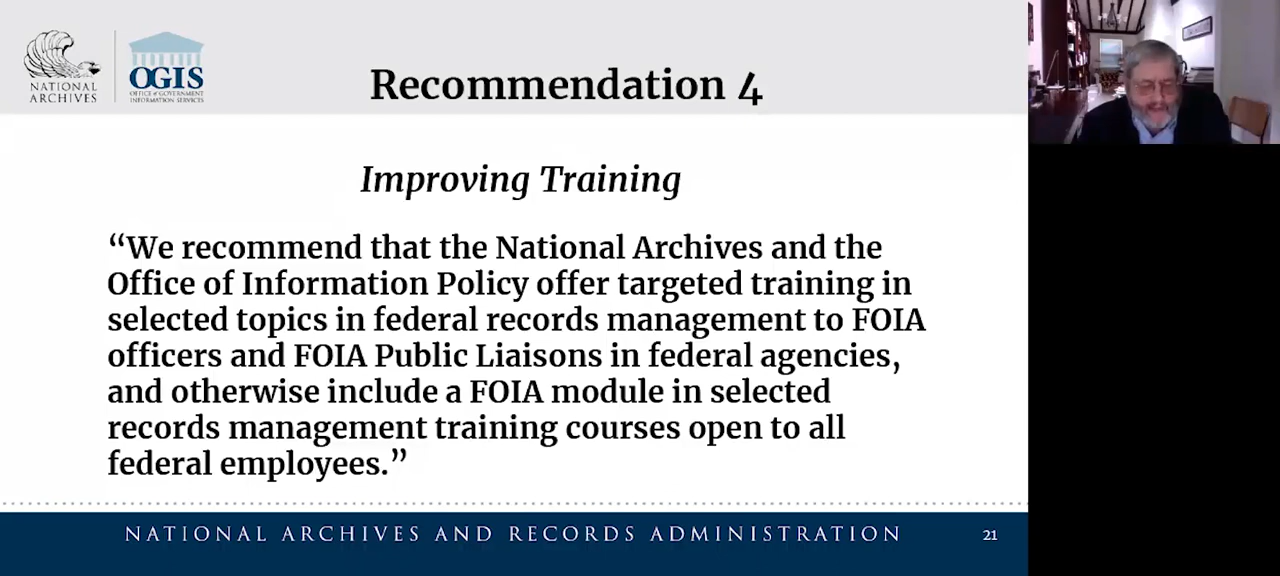 NATIONAL
ARCHIVES
OGIS
OFFICE of GOVERNMENT
INFORMATION SERVICES
Recommendation 4
Improving Training
“We recommend that the National Archives and the
Office of Information Policy offer targeted training in
selected topics in federal records management to FOIA
officers and FOIA Public Liaisons in federal agencies,
and otherwise include a FOIA module in selected
records management training courses open to all
federal employees.”
NATIONAL ARCHIVES AND RECORDS ADMINISTRATION
21